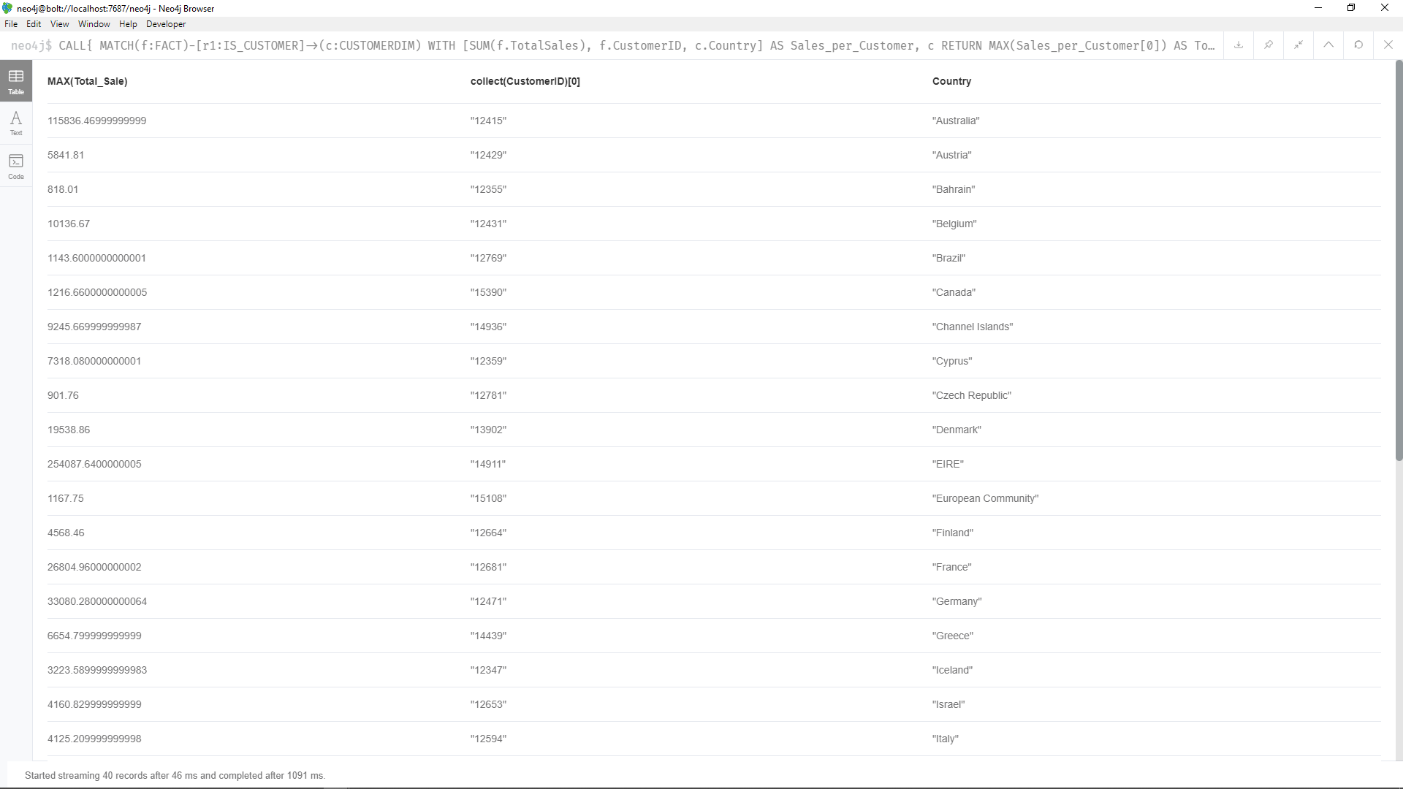 neo4j@bolt://localhost:7687/neo4j - Neo4j Browser
File Edit View Window Help Developer
neo4j$ CALL{ MATCH(f:FACT)-[r1:IS_CUSTOMER]→(c:CUSTOMERDIM) WITH [SUM(f.TotalSales), f.CustomerID, c.Country] AS Sales_per_Customer, c RETURN MAX(Sales_per_Customer[0]) AS To…
Table
Text
Code
MAX(Total_Sale) collect(CustomerID)[0] Country
115836.46999999999 "12415" "Australia"
5841.81 "12429" "Austria"
818.01 "12355" "Bahrain"
10136.67 "12431" "Belgium"
1143.6000000000001 "12769" "Brazil"
1216.6600000000005 "15390" "Canada"
9245.669999999987 "14936" "Channel Islands"
7318.080000000001 "12359" "Cyprus"
901.76 "12781" "Czech Republic"
19538.86 "13902" "Denmark"
254087.6400000005 "14911" "EIRE"
1167.75 "15108" "European Community"
4568.46 "12664" "Finland"
26804.96000000002 "12681" "France"
33080.280000000064 "12471" "Germany"
6654.799999999999 "14439" "Greece"
3223.5899999999983 "12347" "Iceland"
4160.829999999999 "12653" "Israel"
4125.209999999998 "12594" "Italy"
Started streaming 40 records after 46 ms and completed after 1091 ms.